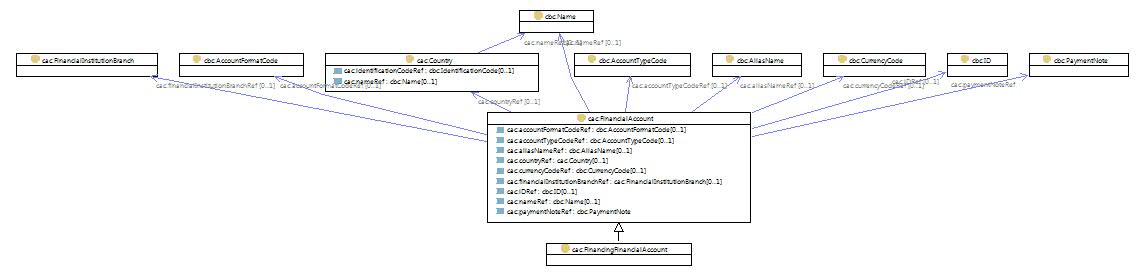 cbc:Name
cac:nameRef [0..1]
cac:FinancialInstitutionBranch
cbc:AccountFormatCode
cac:Country
cac:IdentificationCodeRef : cbc:IdentificationCode[0..1]
cac:nameRef : cbc:Name[0..1]
cbc:AccountTypeCode
cbc:AliasName
cbc:CurrencyCode
cbc:ID
cbc:PaymentNote
cac:financialInstitutionBranchRef [0..1]
cac:accountFormatCodeRef [0..1]
cac:countryRef [0..1]
cac:accountTypeCodeRef [0..1]
cac:aliasNameRef [0..1]
cac:currencyCodeRef [0..1]
cac:IDRef [0..1]
cac:paymentNoteRef
cac:FinancialAccount
cac:accountFormatCodeRef : cbc:AccountFormatCode[0..1]
cac:accountTypeCodeRef : cbc:AccountTypeCode[0..1]
cac:aliasNameRef : cbc:AliasName[0..1]
cac:countryRef : cac:Country[0..1]
cac:currencyCodeRef : cbc:CurrencyCode[0..1]
cac:financialInstitutionBranchRef : cac:FinancialInstitutionBranch[0..1]
cac:IDRef : cbc:ID[0..1]
cac:nameRef : cbc:Name[0..1]
cac:paymentNoteRef : cbc:PaymentNote
cac:FinancingFinancialAccount